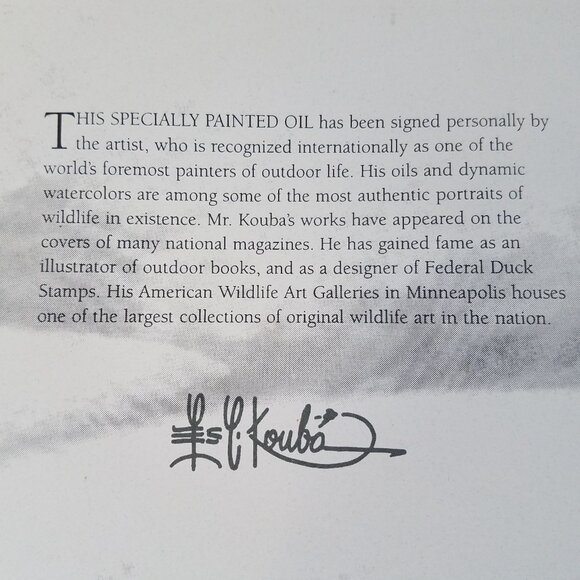 THIS SPECIALLY PAINTED OIL has been signed personally by
the artist, who is recognized internationally as one of the
world's foremost painters of outdoor life. His oils and dynamic
watercolors are among some of the most authentic portraits of
wildlife in existence. Mr. Kouba's works have appeared on the
covers of many national magazines. He has gained fame as an
illustrator of outdoor books, and as a designer of Federal Duck
Stamps. His American Wildlife Art Galleries in Minneapolis houses
one of the largest collections of original wildlife art in the nation.
Les C. Kouba